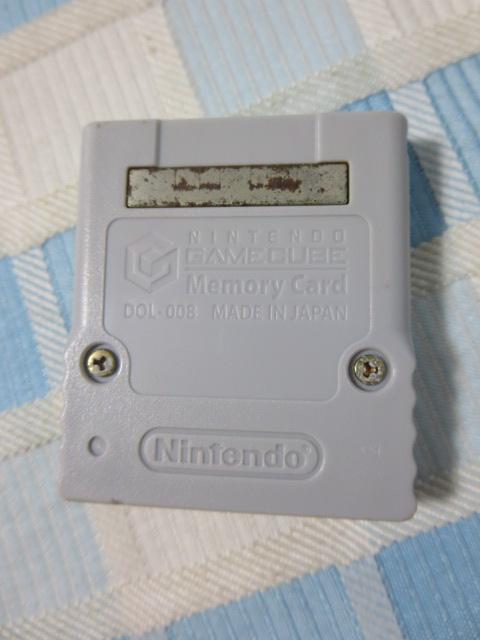 NINTENDO
GAMECUBE
Memory Card
DOL-008 MADE IN JAPAN
Nintendo®